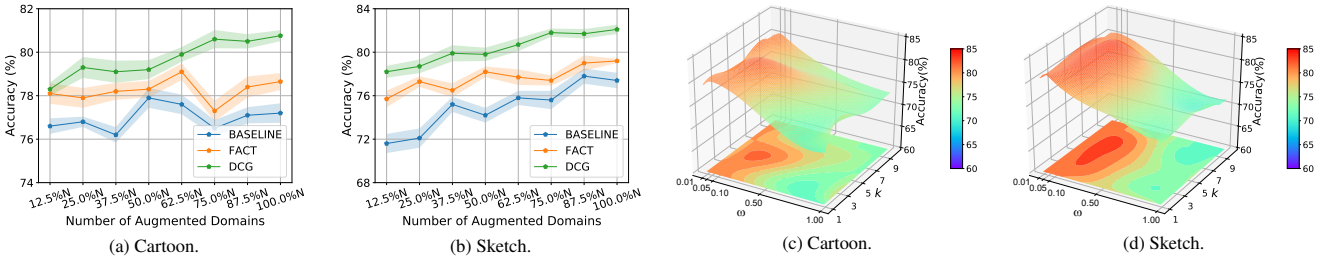 82
80
78
76
74
Accuracy (%)
BASELINE
FACT
DCG
12.5%N 25.0%N 37.5%N 50.0%N 62.5%N 75.0%N 87.5%N 100.0%N
Number of Augmented Domains
(a) Cartoon.
84
80
76
72
68
Accuracy (%)
BASELINE
FACT
DCG
12.5%N 25.0%N 37.5%N 50.0%N 62.5%N 75.0%N 87.5%N 100.0%N
Number of Augmented Domains
(b) Sketch.
85
80
75
70
65
60
Accuracy(%)
0.01 0.05 0.10 0.50 1.00
ω
1 3 5 7 9
k
85
80
75
70
65
60
(c) Cartoon.
85
80
75
70
65
60
Accuracy(%)
0.01 0.05 0.10 0.50 1.00
ω
1 3 5 7 9
k
85
80
75
70
65
60
(d) Sketch.